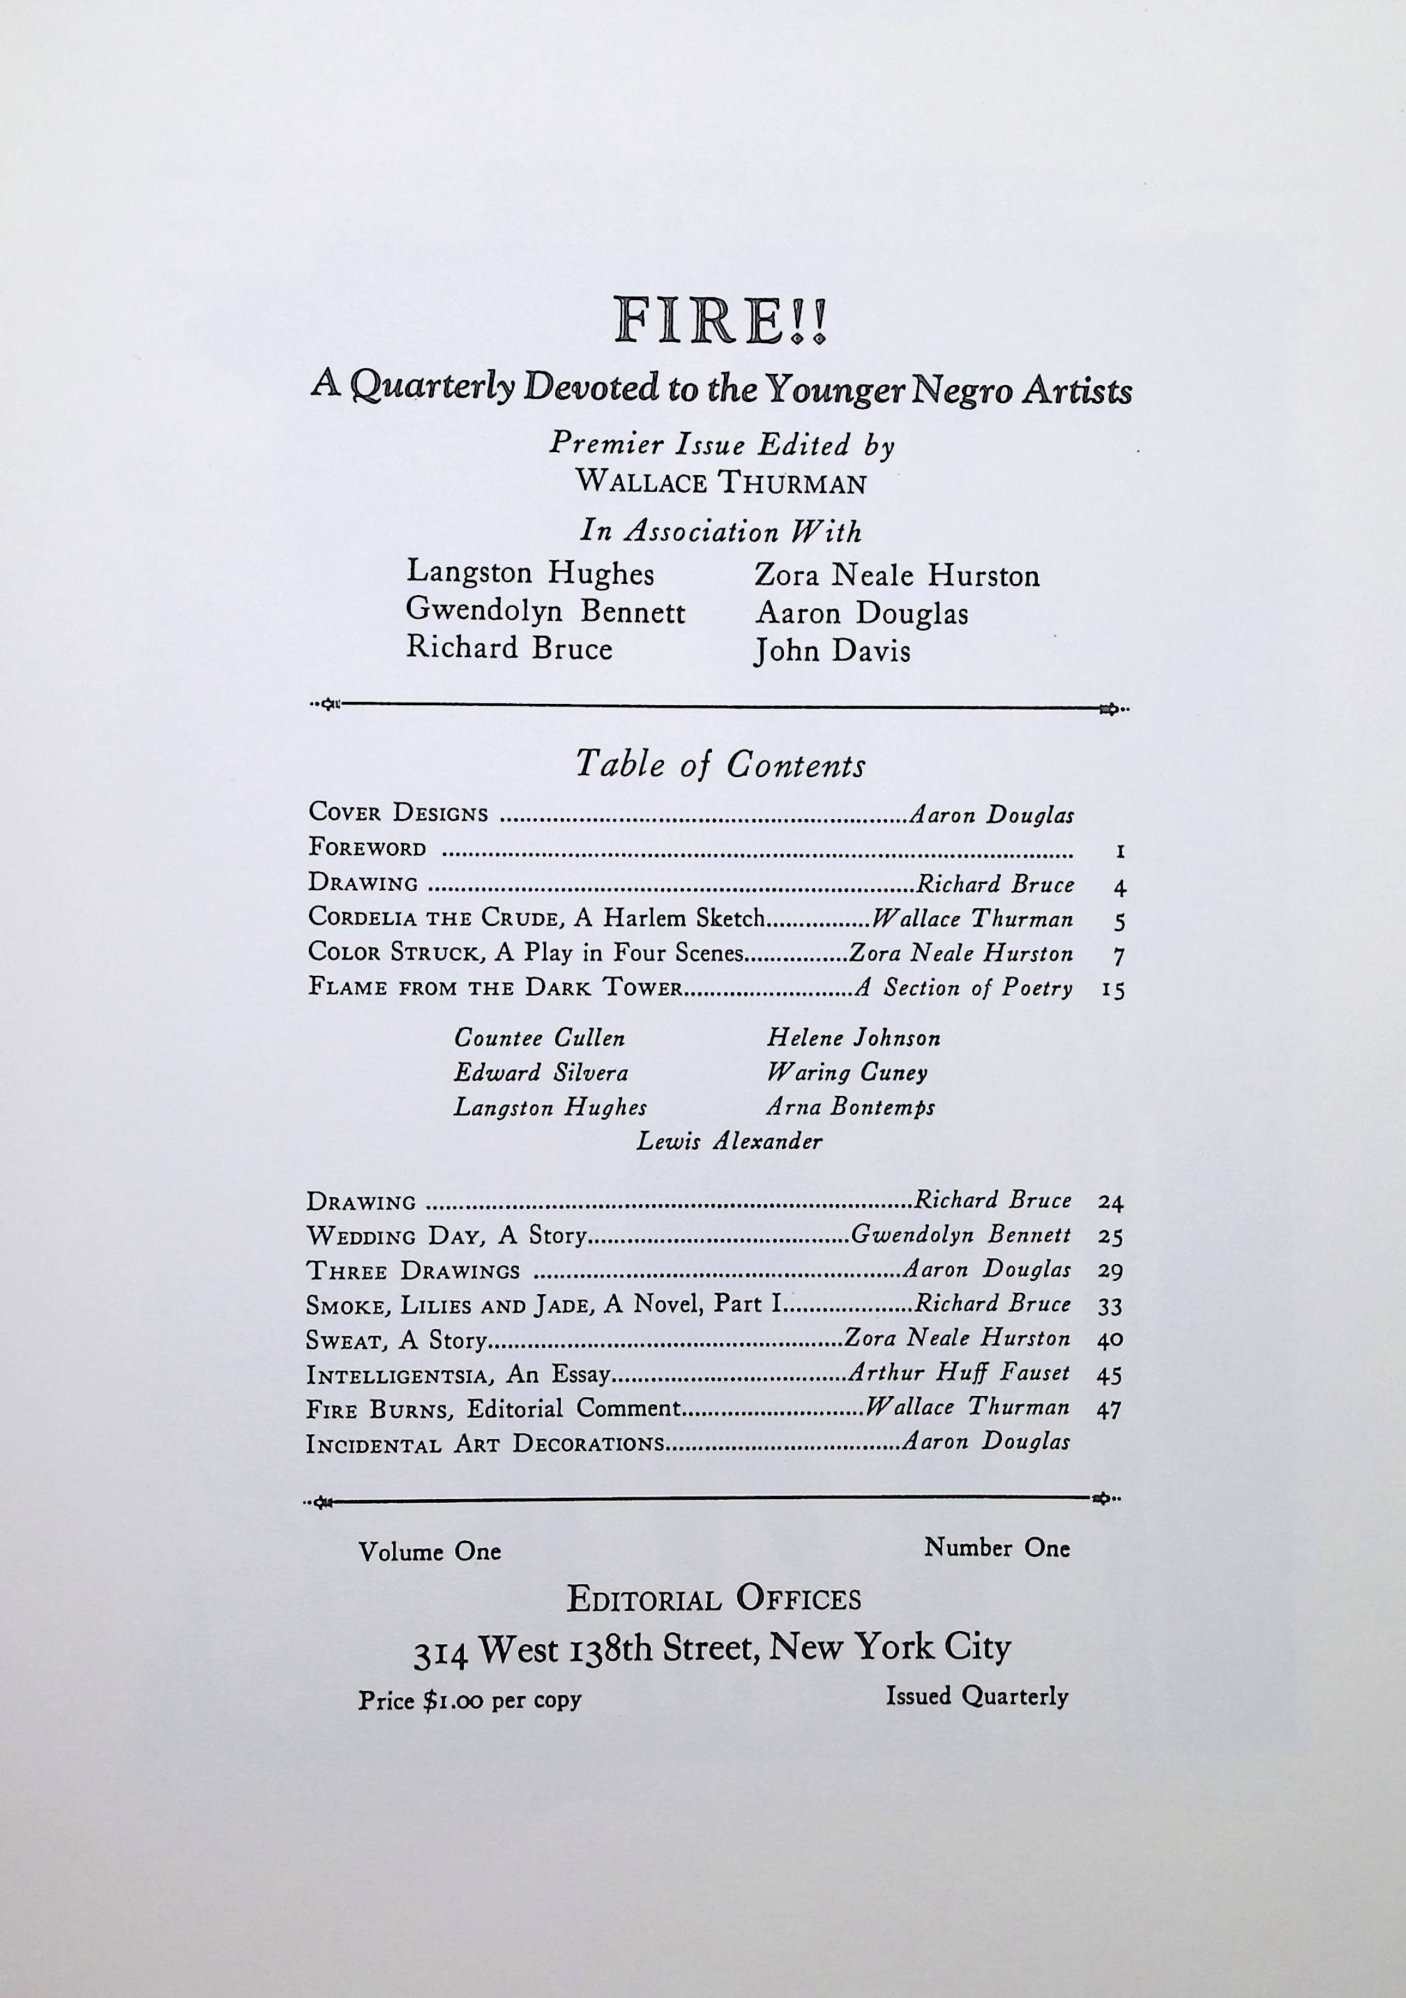 FIRE!!
A Quarterly Devoted to the Younger Negro Artists
Premier Issue Edited by
WALLACE THURMAN
In Association With
Langston Hughes Zora Neale Hurston
Gwendolyn Bennett Aaron Douglas
Richard Bruce John Davis
Table of Contents
COVER DESIGNS ..............................................................Aaron Douglas
FOREWORD ................................................................................................ 1
DRAWING ..........................................................................Richard Bruce 4
CORDELIA THE CRUDE, A Harlem Sketch................Wallace Thurman 5
COLOR STRUCK, A Play in Four Scenes................Zora Neale Hurston 7
FLAME FROM THE DARK TOWER..........................A Section of Poetry 15
Countee Cullen Helene Johnson
Edward Silvera Waring Cuney
Langston Hughes Arna Bontemps
Lewis Alexander
DRAWING ..........................................................................Richard Bruce 24
WEDDING DAY, A Story........................................Gwendolyn Bennett 25
THREE DRAWINGS ........................................................Aaron Douglas 29
SMOKE, LILIES AND JADE, A Novel, Part I....................Richard Bruce 33
SWEAT, A Story......................................................Zora Neale Hurston 40
INTELLIGENTSIA, An Essay....................................Arthur Huff Fauset 45
FIRE BURNS, Editorial Comment............................Wallace Thurman 47
INCIDENTAL ART DECORATIONS....................................Aaron Douglas
Volume One Number One
EDITORIAL OFFICES
314 West 138th Street, New York City
Price $1.00 per copy Issued Quarterly